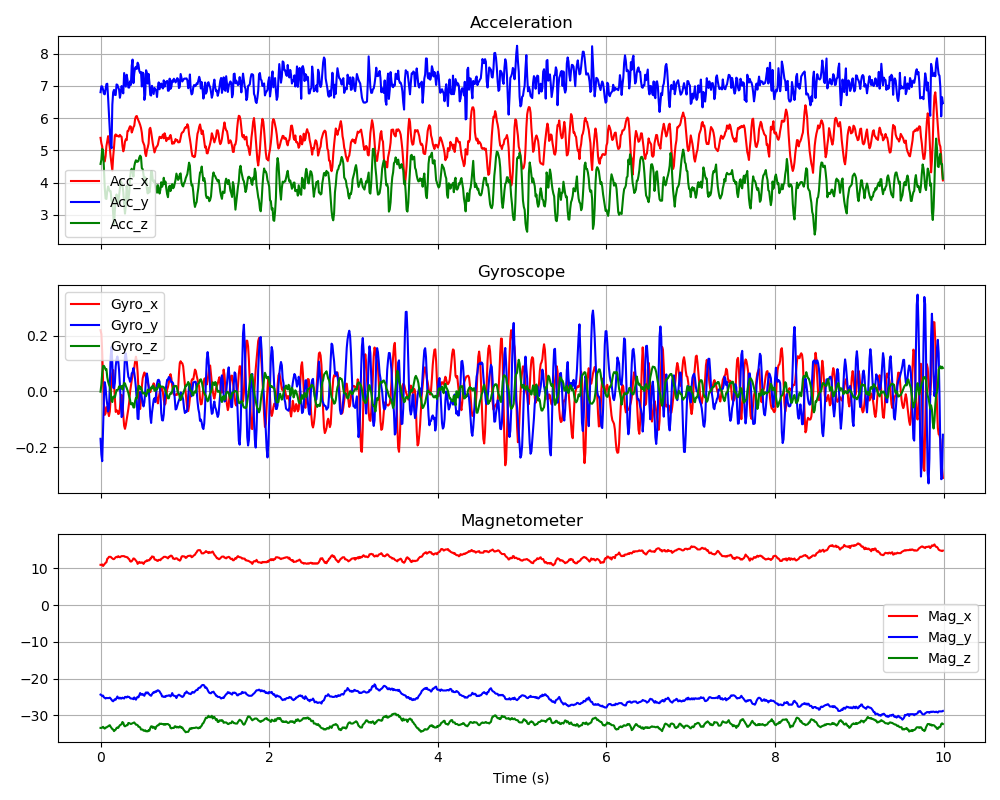 Acceleration
8
7
6
5
4
3
Acc_x
Acc_y
Acc_z
Gyroscope
0.2
0.0
−0.2
Gyro_x
Gyro_y
Gyro_z
Magnetometer
10
0
−10
−20
−30
Mag_x
Mag_y
Mag_z
0 2 4 6 8 10
Time (s)